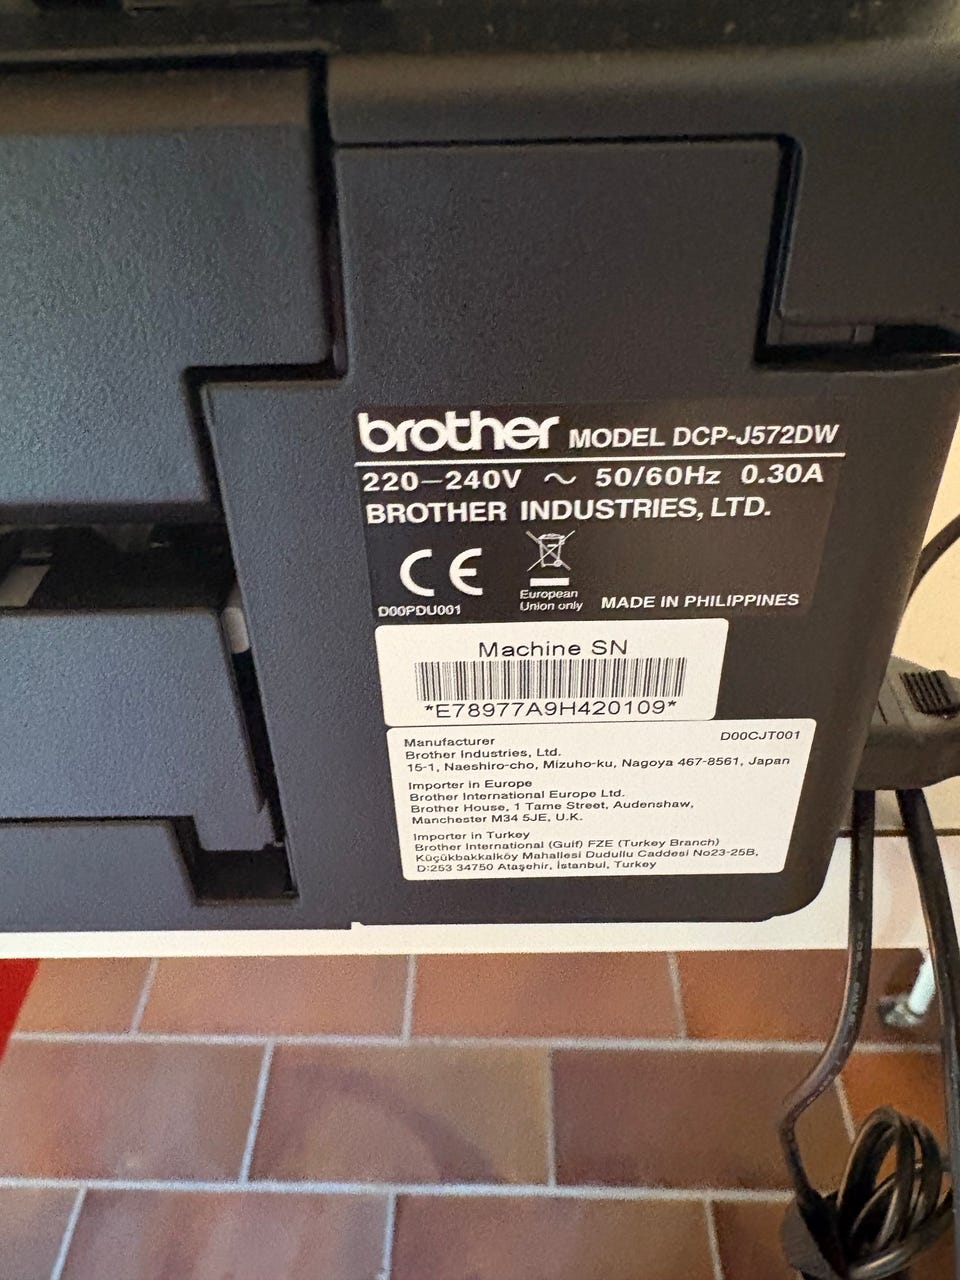 brother MODEL DCP-J572DW
220-240V ~ 50/60Hz 0.30A
BROTHER INDUSTRIES, LTD.
CE
European
Union only
D00PDU001
MADE IN PHILIPPINES
Machine SN
*E78977A9H420109*
Manufacturer D00CJT001
Brother Industries, Ltd.
15-1, Naeshiro-cho, Mizuho-ku, Nagoya 467-8561, Japan
Importer in Europe
Brother International Europe Ltd.
Brother House, 1 Tame Street, Audenshaw,
Manchester M34 5JE, U.K.
Importer in Turkey
Brother International (Gulf) FZE (Turkey Branch)
Küçükbakkalköy Mahallesi Dudullu Caddesi No23-25B,
D:253 34750 Ataşehir, İstanbul, Turkey